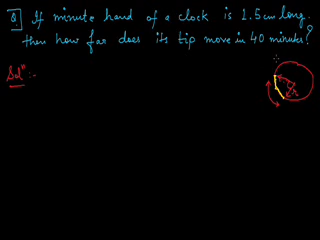 Q If minute hand of a clock is 1.5 cm long.
then how far does its tip move in 40 minutes?
Solⁿ :-